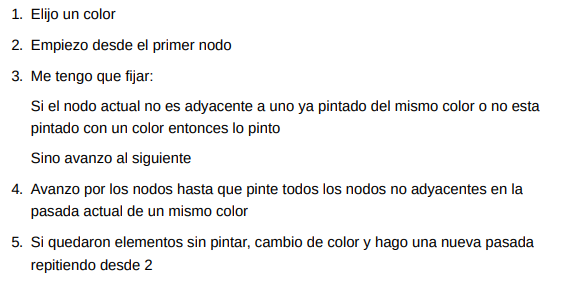 1. Elijo un color
2. Empiezo desde el primer nodo
3. Me tengo que fijar:
Si el nodo actual no es adyacente a uno ya pintado del mismo color o no esta
pintado con un color entonces lo pinto
Sino avanzo al siguiente
4. Avanzo por los nodos hasta que pinte todos los nodos no adyacentes en la
pasada actual de un mismo color
5. Si quedaron elementos sin pintar, cambio de color y hago una nueva pasada
repitiendo desde 2